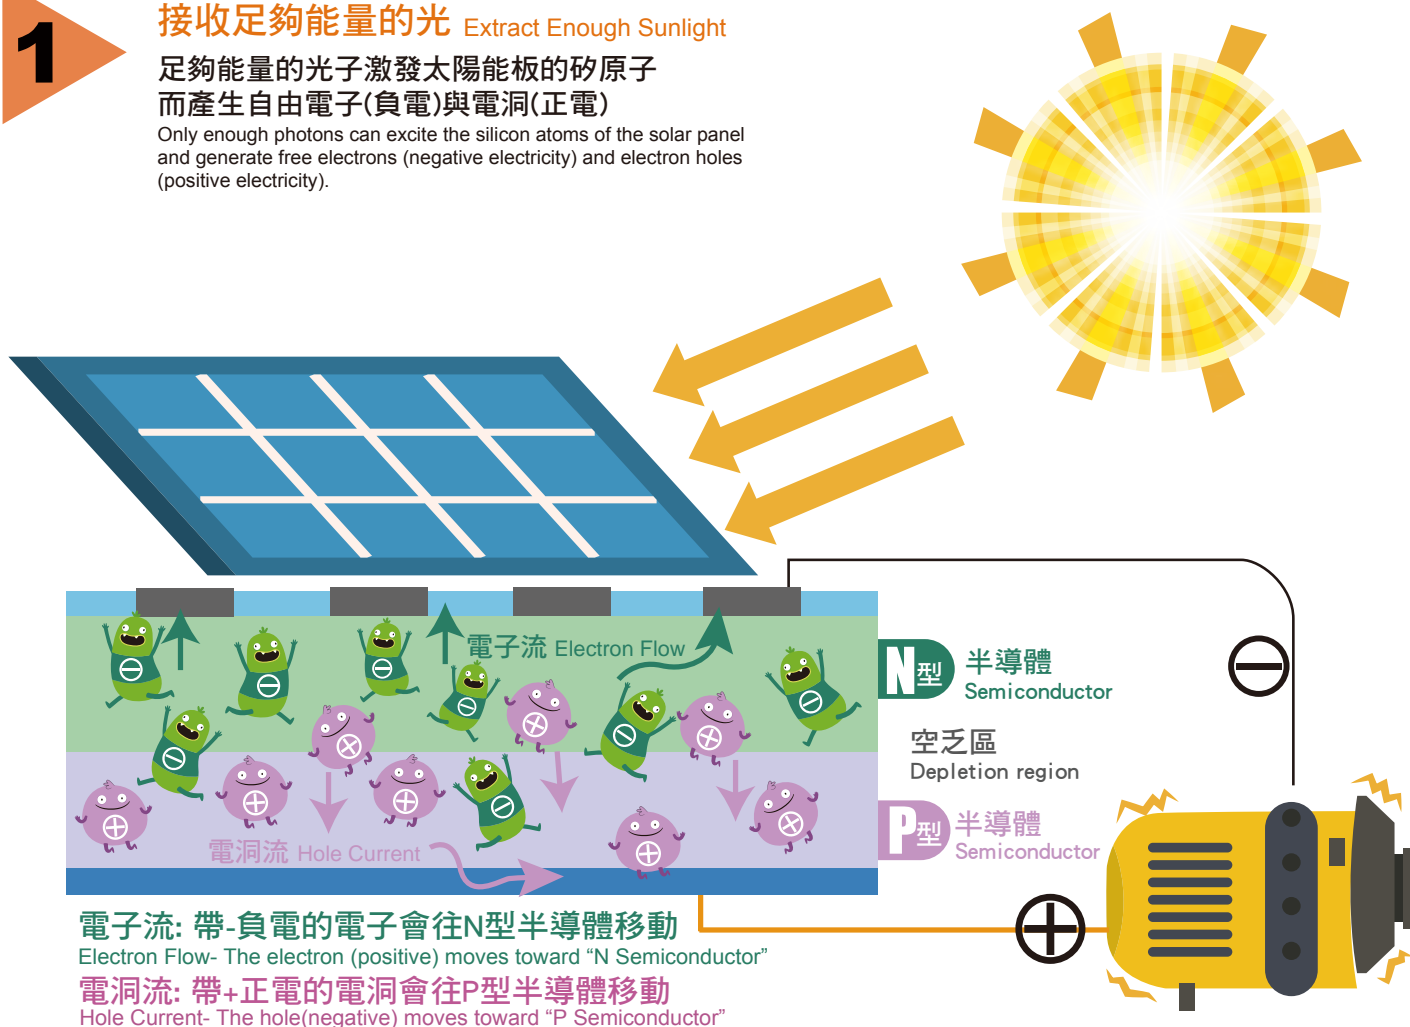 1
接收足夠能量的光 Extract Enough Sunlight
足夠能量的光子激發太陽能板的矽原子
而產生自由電子(負電)與電洞(正電)
Only enough photons can excite the silicon atoms of the solar panel
and generate free electrons (negative electricity) and electron holes
(positive electricity).
電子流 Electron Flow
N型 半導體
Semiconductor
空乏區
Depletion region
P型 半導體
Semiconductor
電洞流 Hole Current
電子流: 帶-負電的電子會往N型半導體移動
Electron Flow- The electron (positive) moves toward “N Semiconductor”
電洞流: 帶+正電的電洞會往P型半導體移動
Hole Current- The hole(negative) moves toward “P Semiconductor”